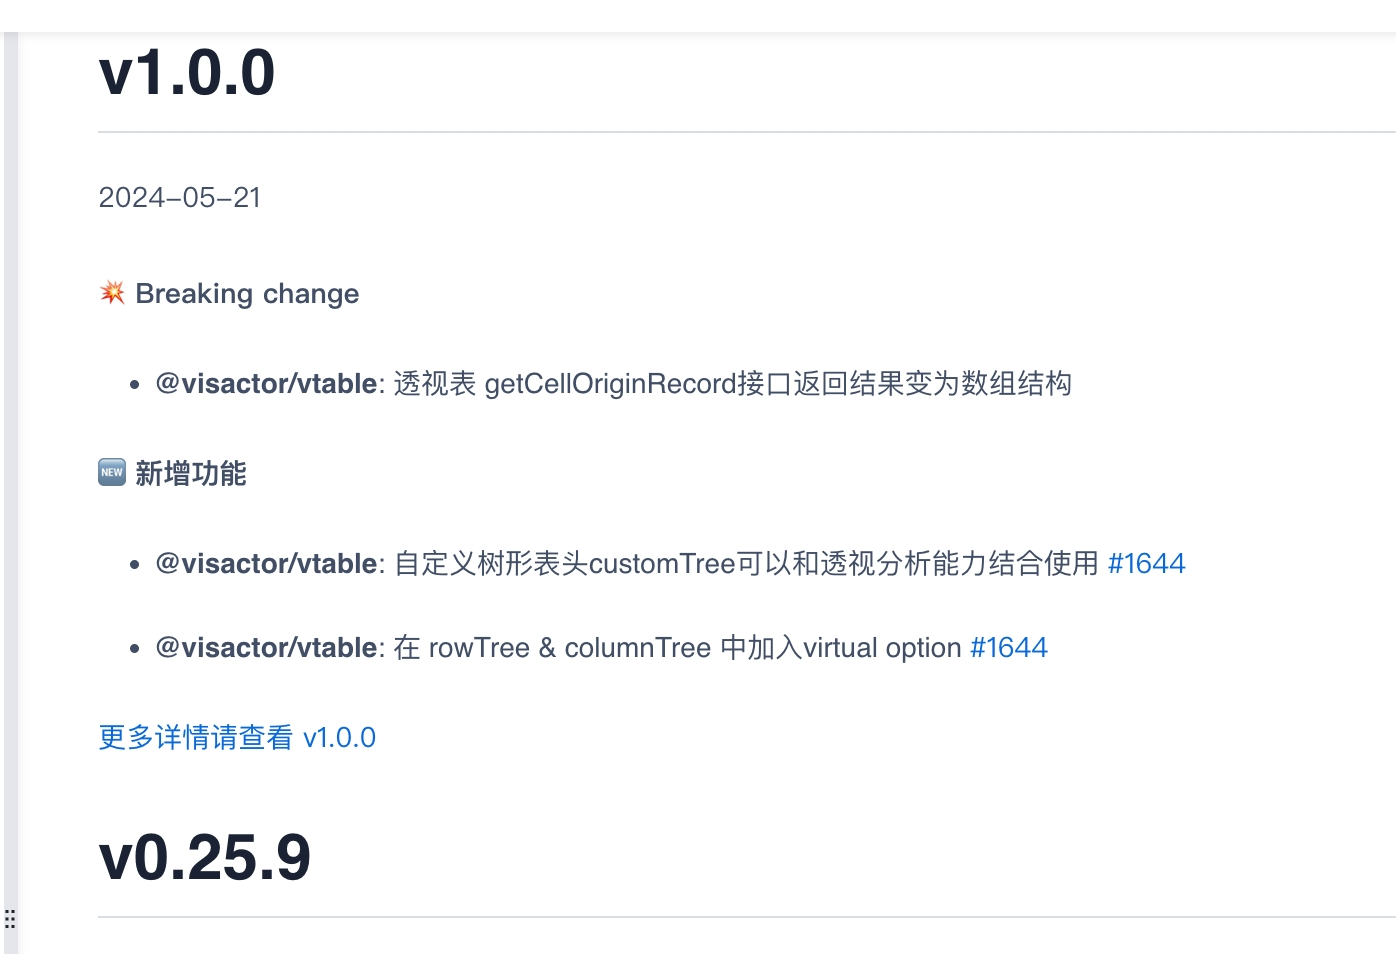 v1.0.0
2024-05-21
💥 Breaking change
• @visactor/vtable: 透视表 getCellOriginRecord接口返回结果变为数组结构
🆕 新增功能
• @visactor/vtable: 自定义树形表头customTree可以和透视分析能力结合使用 #1644
• @visactor/vtable: 在 rowTree & columnTree 中加入virtual option #1644
更多详情请查看 v1.0.0
v0.25.9